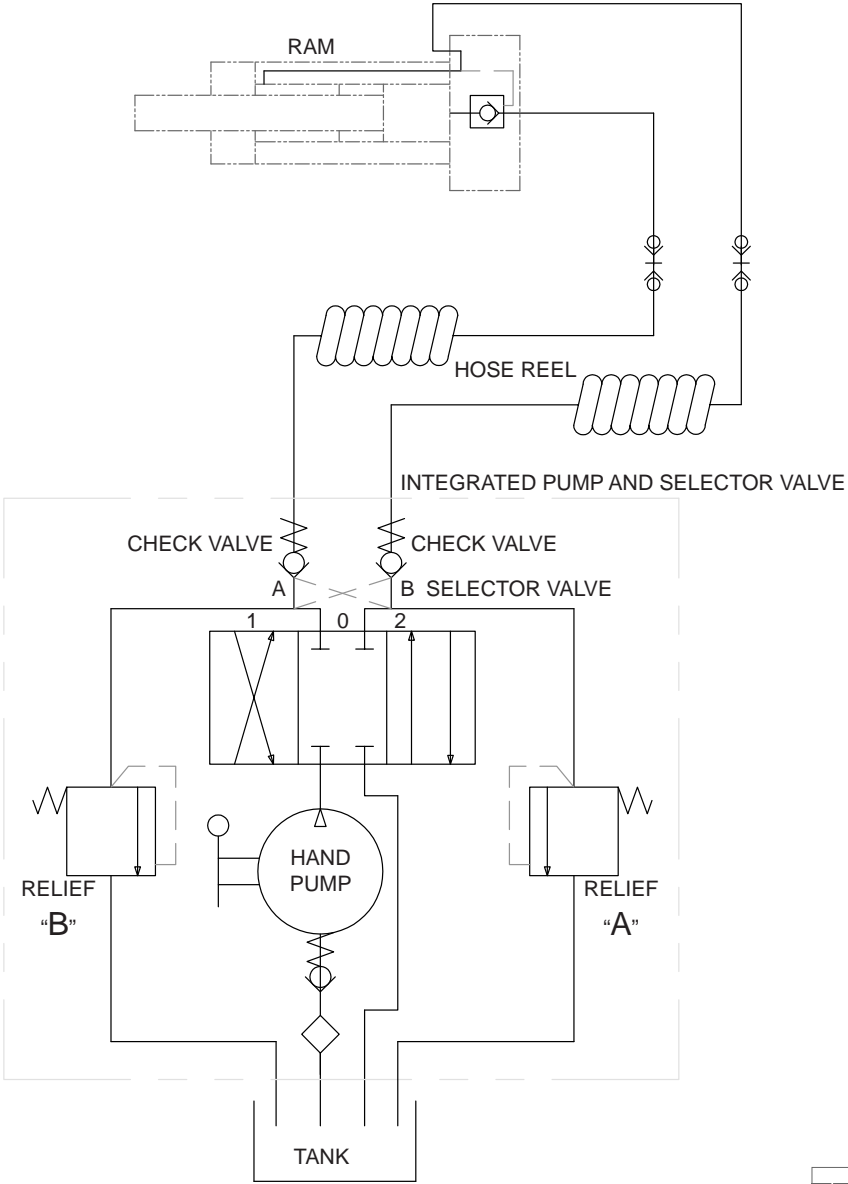 RAM
HOSE REEL
INTEGRATED PUMP AND SELECTOR VALVE
CHECK VALVE
CHECK VALVE
A
B SELECTOR VALVE
1
0
2
HAND
PUMP
RELIEF
“B”
RELIEF
“A”
TANK